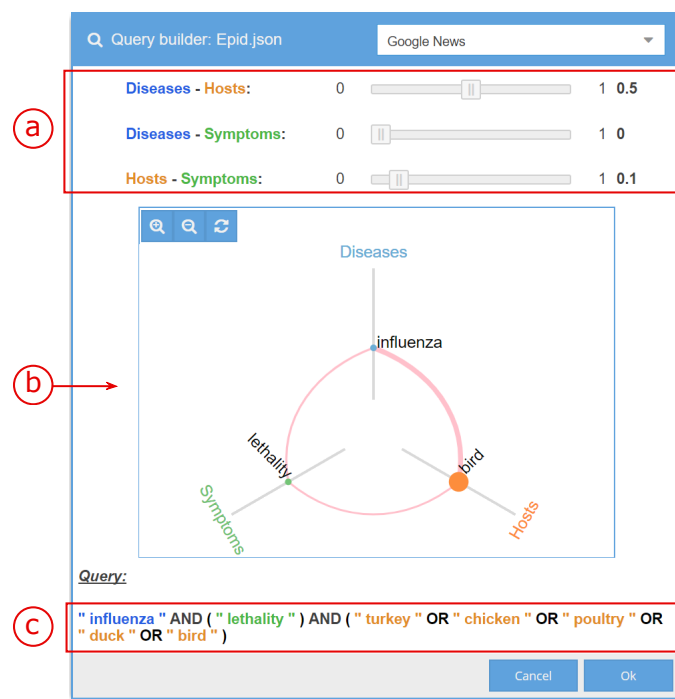 Query builder: Epid.json
Google News
a
Diseases - Hosts: 0 1 0.5
Diseases - Symptoms: 0 1 0
Hosts - Symptoms: 0 1 0.1
b
Diseases
influenza
lethality
bird
Symptoms
Hosts
Query:
c
" influenza " AND ( " lethality " ) AND ( " turkey " OR " chicken " OR " poultry " OR
" duck " OR " bird " )
Cancel
Ok